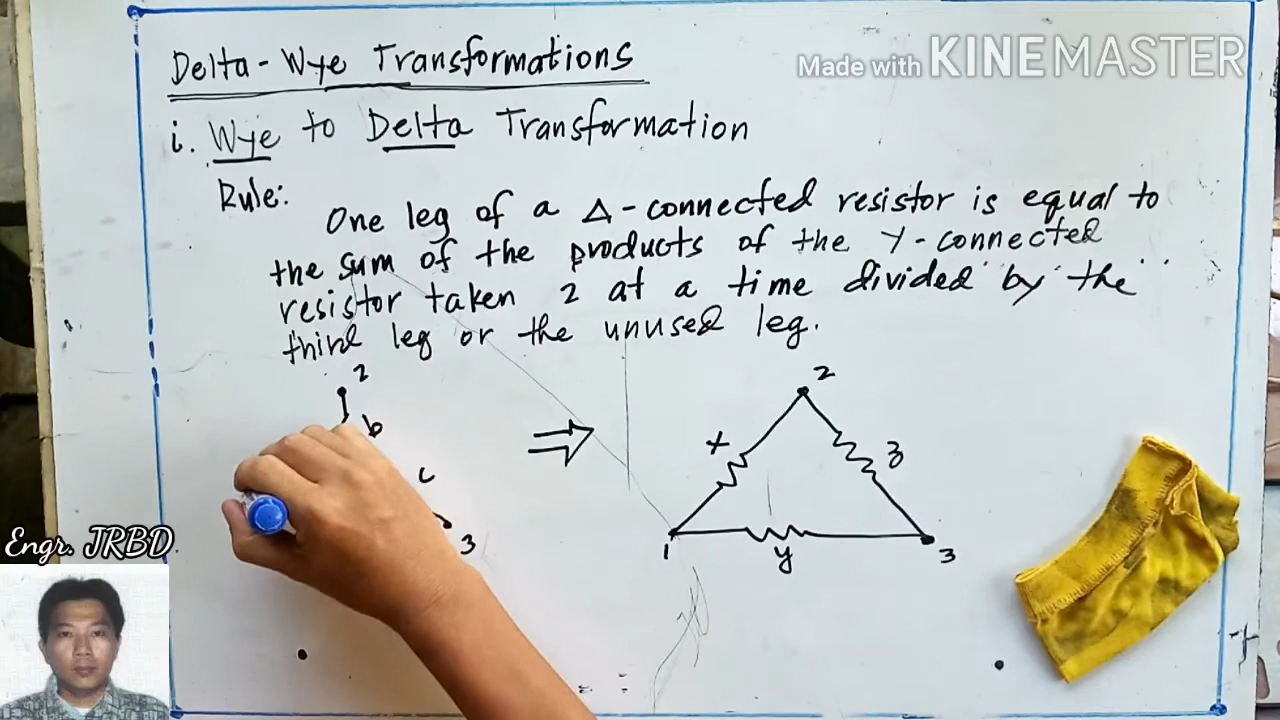 Delta - Wye Transformations
Made with KINEMASTER
i. Wye to Delta Transformation
Rule:
One leg of a Δ-connected resistor is equal to
the sum of the products of the Y-connected
resistor taken 2 at a time divided by the
third leg or the unused leg.
2
b
c
3
2
x
z
1
y
3
Engr. JRBD